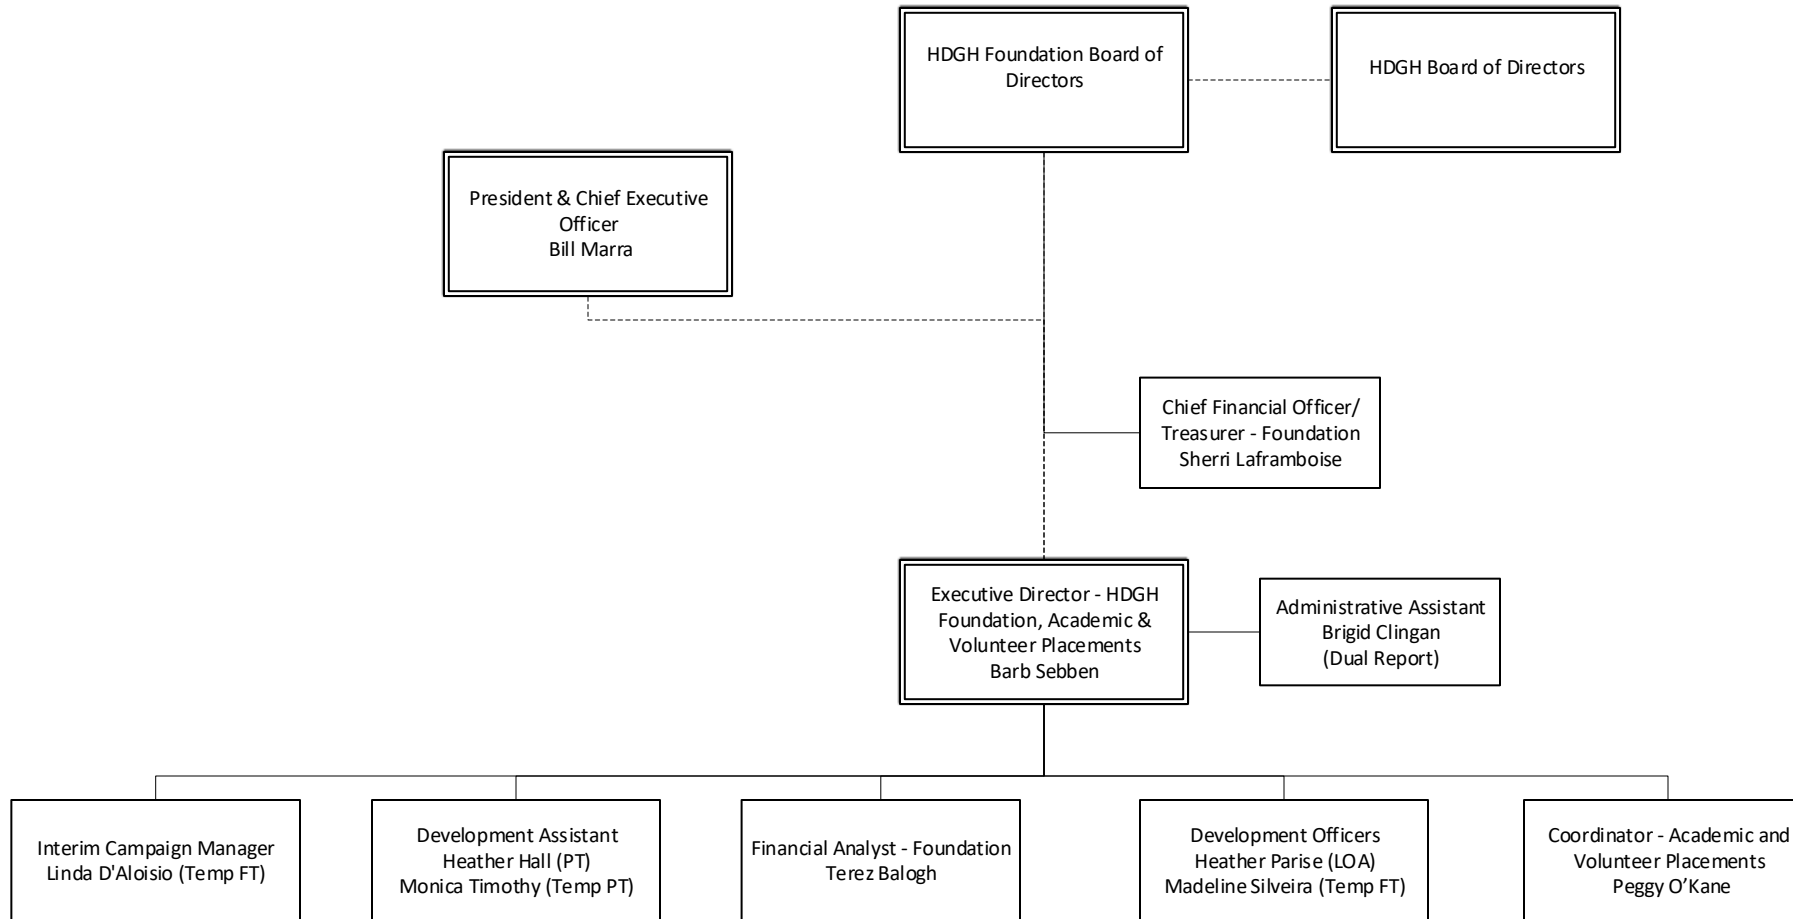 HDGH Foundation Board of
Directors
HDGH Board of Directors
President & Chief Executive
Officer
Bill Marra
Chief Financial Officer/
Treasurer - Foundation
Sherri Laframboise
Executive Director - HDGH
Foundation, Academic &
Volunteer Placements
Barb Sebben
Administrative Assistant
Brigid Clingan
(Dual Report)
Interim Campaign Manager
Linda D'Aloisio (Temp FT)
Development Assistant
Heather Hall (PT)
Monica Timothy (Temp PT)
Financial Analyst - Foundation
Terez Balogh
Development Officers
Heather Parise (LOA)
Madeline Silveira (Temp FT)
Coordinator - Academic and
Volunteer Placements
Peggy O’Kane